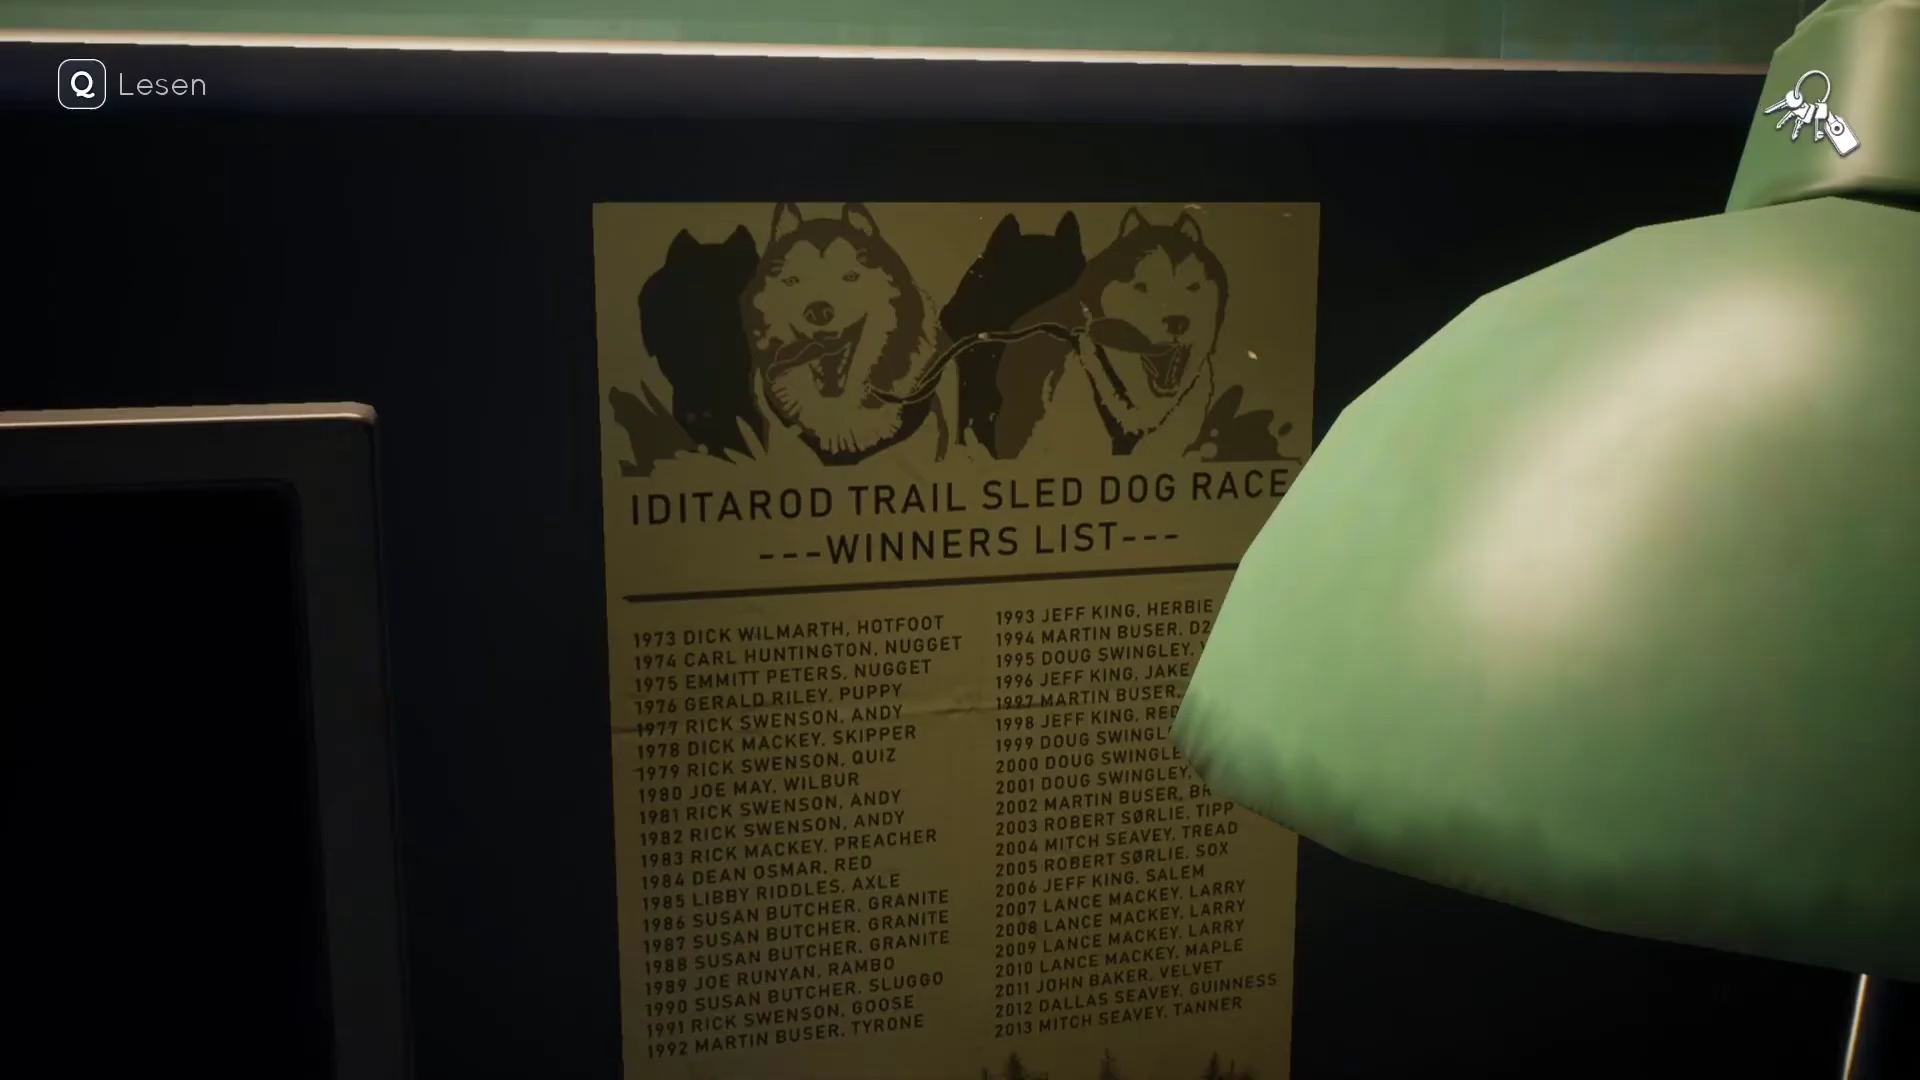 Q Lesen
IDITAROD TRAIL SLED DOG RACE
---WINNERS LIST---
1973 DICK WILMARTH, HOTFOOT
1974 CARL HUNTINGTON, NUGGET
1975 EMMITT PETERS, NUGGET
1976 GERALD RILEY, PUPPY
1977 RICK SWENSON, ANDY
1978 DICK MACKEY, SKIPPER
1979 RICK SWENSON, QUIZ
1980 JOE MAY, WILBUR
1981 RICK SWENSON, ANDY
1982 RICK SWENSON, ANDY
1983 RICK MACKEY, PREACHER
1984 DEAN OSMAR, RED
1985 LIBBY RIDDLES, AXLE
1986 SUSAN BUTCHER, GRANITE
1987 SUSAN BUTCHER, GRANITE
1988 SUSAN BUTCHER, GRANITE
1989 JOE RUNYAN, RAMBO
1990 SUSAN BUTCHER, SLUGGO
1991 RICK SWENSON, GOOSE
1992 MARTIN BUSER, TYRONE
1993 JEFF KING, HERBIE
1994 MARTIN BUSER, D2
1995 DOUG SWINGLEY,
1996 JEFF KING, JAKE
1997 MARTIN BUSER,
1998 JEFF KING, RED
1999 DOUG
2000 DOUG
2001 DOUG SWINGLEY,
2002 MARTIN BUSER,
2003 ROBERT SØRLIE, TIPP
2004 MITCH SEAVEY, TREAD
2005 ROBERT SØRLIE, SOX
2006 JEFF KING, SALEM
2007 LANCE MACKEY, LARRY
2008 LANCE MACKEY, LARRY
2009 LANCE MACKEY, LARRY
2010 LANCE MACKEY, MAPLE
2011 JOHN BAKER, VELVET
2012 DALLAS SEAVEY, GUINNESS
2013 MITCH SEAVEY, TANNER